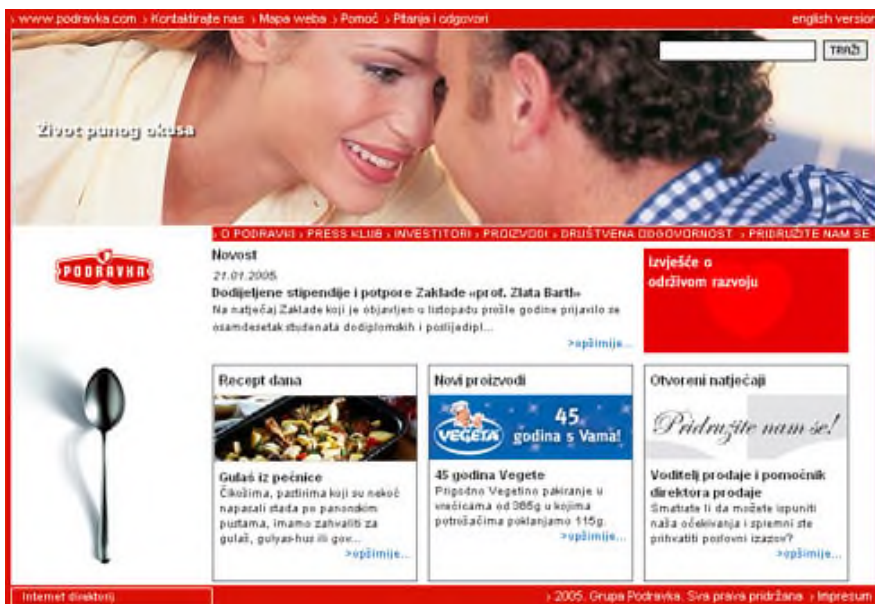 › www.podravka.com › Kontaktirajte nas › Mapa weba › Pomoć › Pitanja i odgovori
english version
TRAŽI
Život punog okusa
› O PODRAVKI › PRESS KLUB › INVESTITORI › PROIZVODI › DRUŠTVENA ODGOVORNOST › PRIDRUŽITE NAM SE
PODRAVKA
Novost
21.01.2005.
Dodijeljene stipendije i potpore Zaklade «prof. Zlata Bartl»
Na natječaj Zaklade koji je objavljen u listopadu prošle godine prijavilo se
osamdesetak studenata dodiplomskih i poslijedipl...
>opširnije...
Izvješće o
održivom razvoju
Recept dana
Gulaš iz pećnice
Čikošima, pastirima koji su nekoć
napasali stada po panonskim
pustama, imamo zahvaliti za
gulaš, gulyas-hus ili gov...
>opširnije...
Novi proizvodi
VEGETA
45
godina s Vama!
45 godina Vegete
Prigodno Vegetino pakiranje u
vrećicama od 385g u kojima
potrošačima poklanjamo 115g.
>opširnije...
Otvoreni natječaji
Pridružite nam se!
Voditelj prodaje i pomoćnik
direktora prodaje
Smatrate li da možete ispuniti
naša očekivanja i spremni ste
prihvatiti poslovni izazov?
>opširnije...
Internet direktorij
› 2005. Grupa Podravka. Sva prava pridržana. › Impresum